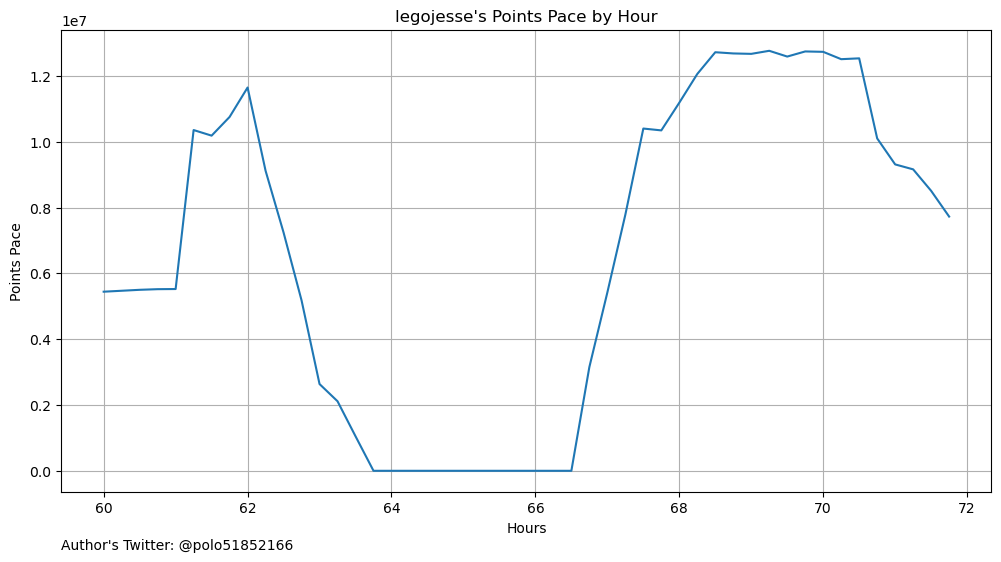 legojesse's Points Pace by Hour
1e7
1.2
1.0
0.8
0.6
0.4
0.2
0.0
Points Pace
60 62 64 66 68 70 72
Hours
Author's Twitter: @polo51852166